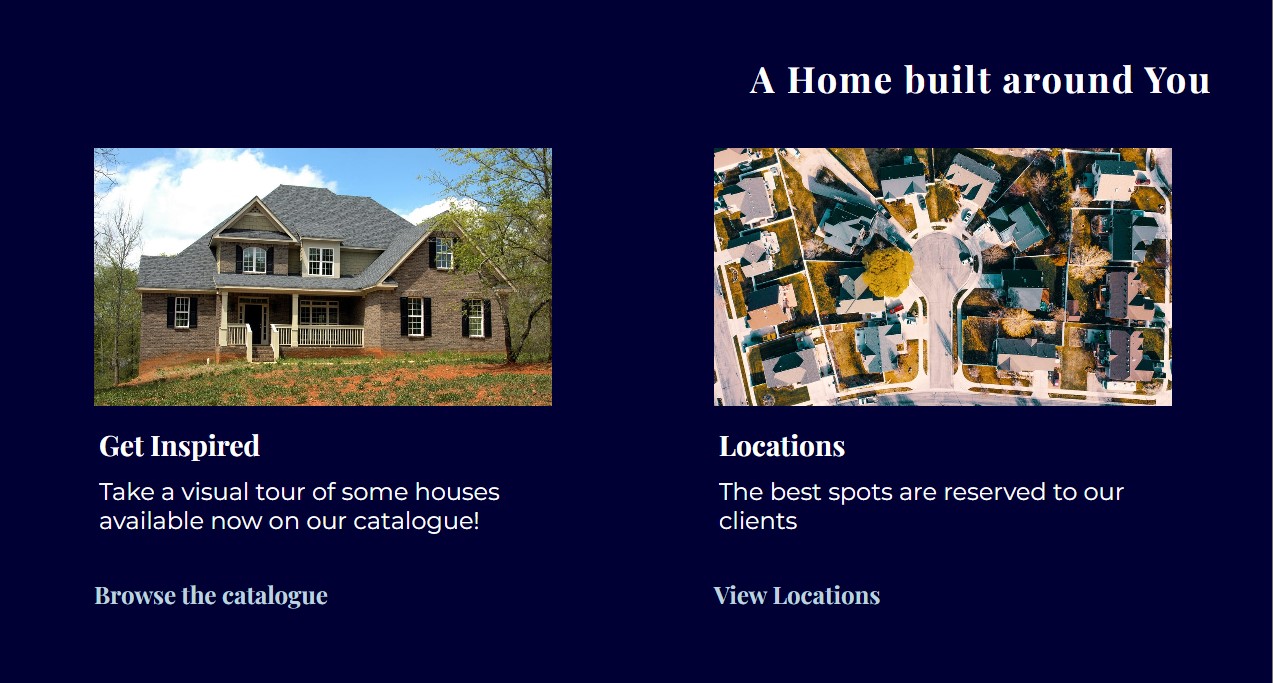 A Home built around You
Get Inspired
Take a visual tour of some houses
available now on our catalogue!
Browse the catalogue
Locations
The best spots are reserved to our
clients
View Locations